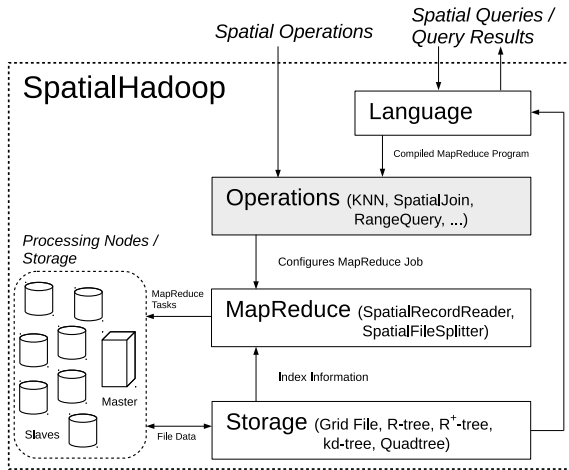 Spatial Operations
Spatial Queries /
Query Results
SpatialHadoop
Language
Compiled MapReduce Program
Operations (KNN, SpatialJoin,
RangeQuery, ...)
Processing Nodes /
Storage
Configures MapReduce Job
MapReduce
Tasks
MapReduce (SpatialRecordReader,
SpatialFileSplitter)
Master
Index Information
Slaves
File Data
Storage (Grid File, R-tree, R⁺-tree,
kd-tree, Quadtree)